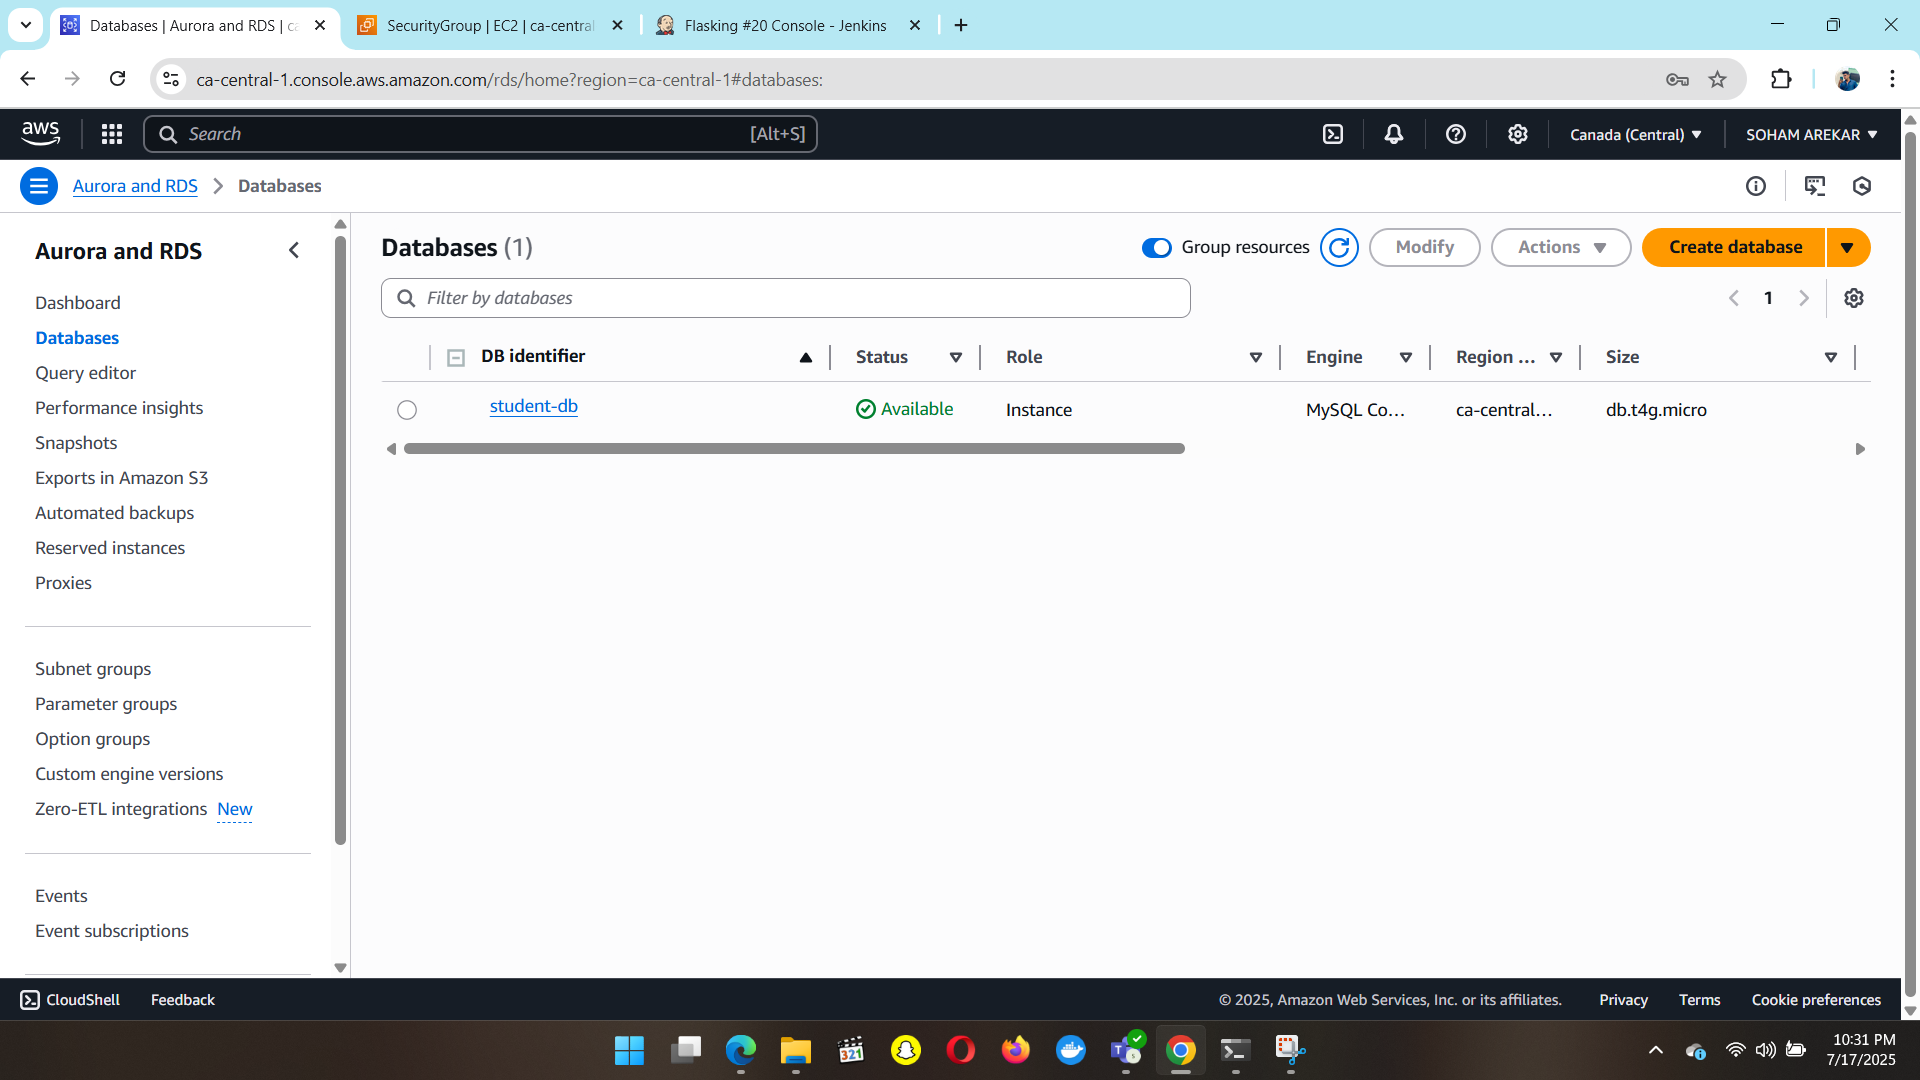 Databases | Aurora and RDS | ca
SecurityGroup | EC2 | ca-central
Flasking #20 Console - Jenkins
ca-central-1.console.aws.amazon.com/rds/home?region=ca-central-1#databases:
aws
Search
[Alt+S]
Canada (Central)
SOHAM AREKAR
Aurora and RDS
Databases
Aurora and RDS
Dashboard
Databases
Query editor
Performance insights
Snapshots
Exports in Amazon S3
Automated backups
Reserved instances
Proxies
Subnet groups
Parameter groups
Option groups
Custom engine versions
Zero-ETL integrations New
Events
Event subscriptions
Databases (1)
Group resources
Modify
Actions
Create database
Filter by databases
1
DB identifier
Status
Role
Engine
Region ...
Size
student-db
Available
Instance
MySQL Co...
ca-central...
db.t4g.micro
CloudShell
Feedback
© 2025, Amazon Web Services, Inc. or its affiliates.
Privacy
Terms
Cookie preferences
321
T
s
10:31 PM
7/17/2025